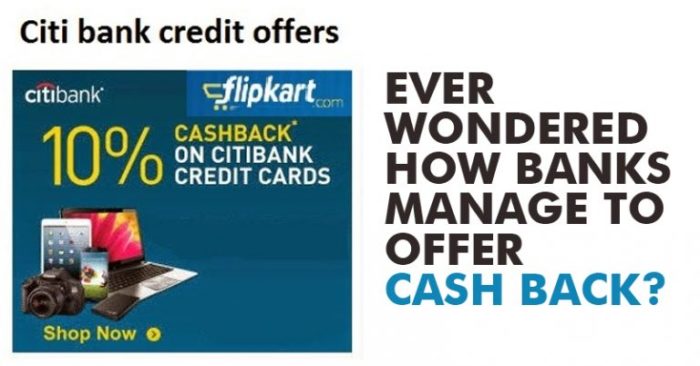 Citi bank credit offers
citibank
flipkart.com
10% CASHBACK*
ON CITIBANK
CREDIT CARDS
Shop Now
EVER
WONDERED
HOW BANKS
MANAGE TO
OFFER
CASH BACK?